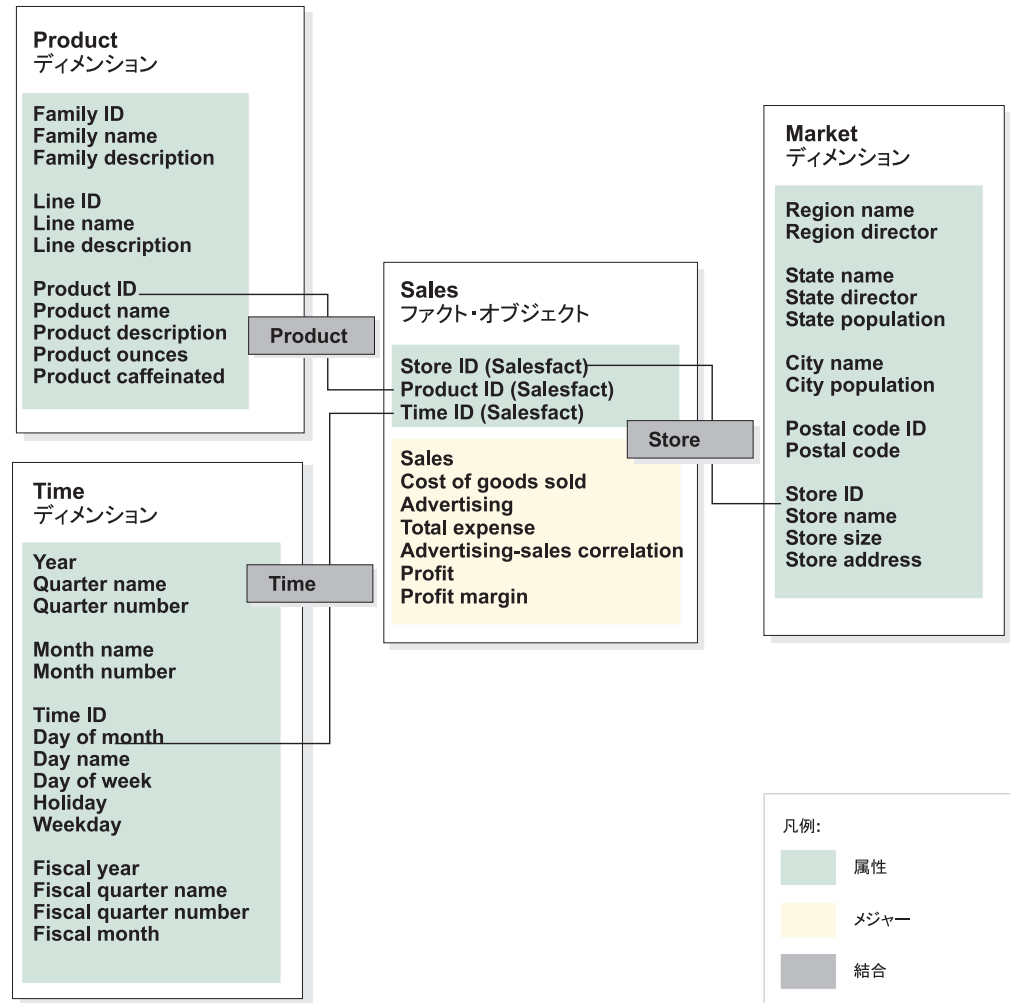 Product
ディメンション
Family ID
Family name
Family description
Line ID
Line name
Line description
Product ID
Product name
Product description
Product ounces
Product caffeinated
Product
Time
ディメンション
Year
Quarter name
Quarter number
Month name
Month number
Time ID
Day of month
Day name
Day of week
Holiday
Weekday
Fiscal year
Fiscal quarter name
Fiscal quarter number
Fiscal month
Time
Sales
ファクト・オブジェクト
Store ID (Salesfact)
Product ID (Salesfact)
Time ID (Salesfact)
Sales
Cost of goods sold
Advertising
Total expense
Advertising-sales correlation
Profit
Profit margin
Store
Market
ディメンション
Region name
Region director
State name
State director
State population
City name
City population
Postal code ID
Postal code
Store ID
Store name
Store size
Store address
凡例:
属性
メジャー
結合